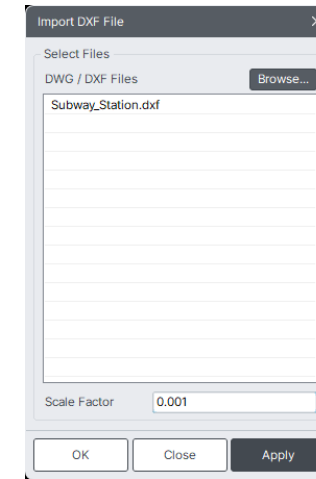 Import DXF File
Select Files
DWG / DXF Files
Browse...
Subway_Station.dxf
Scale Factor
0.001
OK
Close
Apply